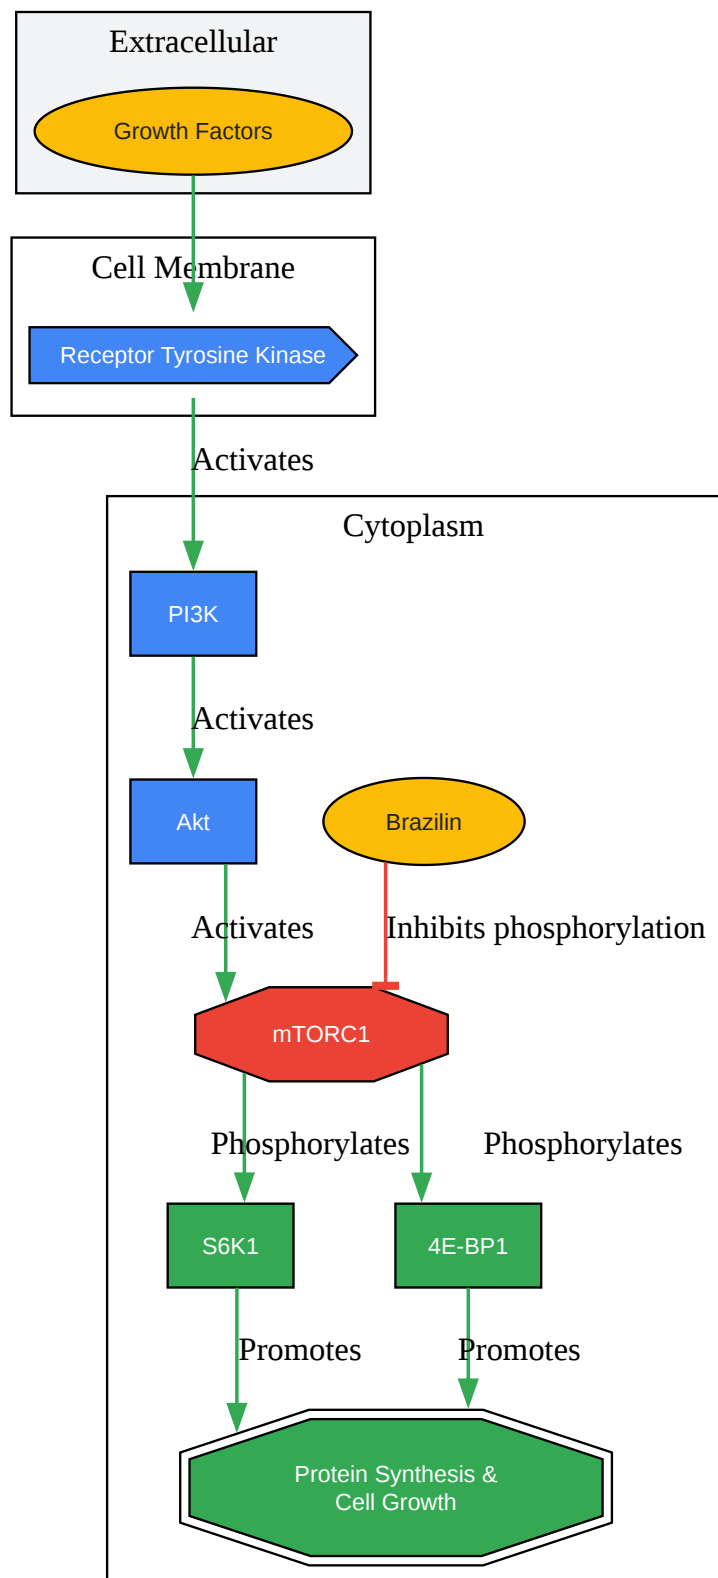 Extracellular
Growth Factors
Cell Membrane
Receptor Tyrosine Kinase
Activates
Cytoplasm
PI3K
Activates
Akt
Brazilin
Activates
Inhibits phosphorylation
mTORC1
Phosphorylates
Phosphorylates
S6K1
4E-BP1
Promotes
Promotes
Protein Synthesis &
Cell Growth